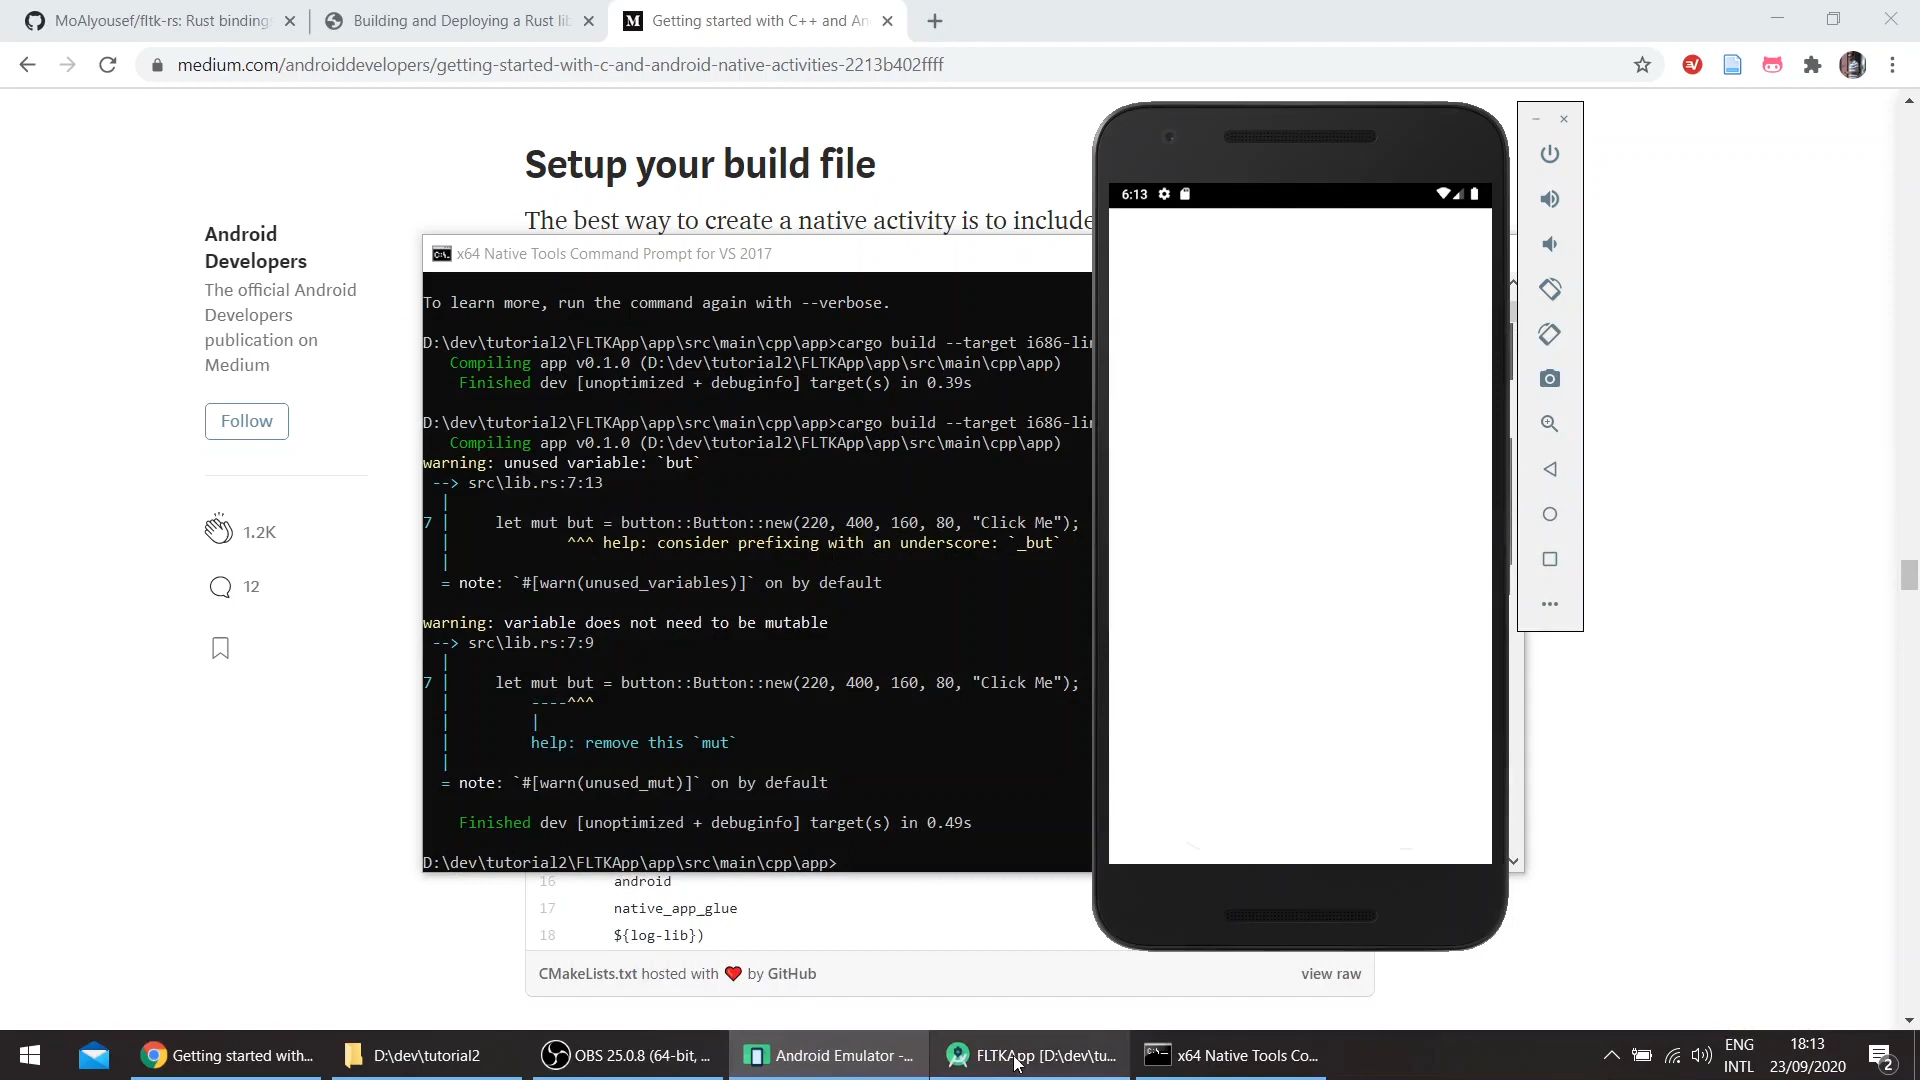 MoAlyousef/fltk-rs: Rust binding
Building and Deploying a Rust lib
Getting started with C++ and An
medium.com/androiddevelopers/getting-started-with-c-and-android-native-activities-2213b402ffff
Setup your build file
The best way to create a native activity is to include
Android
Developers
The official Android
Developers
publication on
Medium
Follow
1.2K
12
x64 Native Tools Command Prompt for VS 2017
To learn more, run the command again with --verbose.
D:\dev\tutorial2\FLTKApp\app\src\main\cpp\app>cargo build --target i686-lin
Compiling app v0.1.0 (D:\dev\tutorial2\FLTKApp\app\src\main\cpp\app)
Finished dev [unoptimized + debuginfo] target(s) in 0.39s
D:\dev\tutorial2\FLTKApp\app\src\main\cpp\app>cargo build --target i686-lin
Compiling app v0.1.0 (D:\dev\tutorial2\FLTKApp\app\src\main\cpp\app)
warning: unused variable: `but`
--> src\lib.rs:7:13
|
7 |     let mut but = button::Button::new(220, 400, 160, 80, "Click Me");
|             ^^^ help: consider prefixing with an underscore: `_but`
|
= note: `#[warn(unused_variables)]` on by default
warning: variable does not need to be mutable
--> src\lib.rs:7:9
|
7 |     let mut but = button::Button::new(220, 400, 160, 80, "Click Me");
|         ----^^^
|         |
|         help: remove this `mut`
|
= note: `#[warn(unused_mut)]` on by default
Finished dev [unoptimized + debuginfo] target(s) in 0.49s
D:\dev\tutorial2\FLTKApp\app\src\main\cpp\app>
6:13
16 android
17 native_app_glue
18 ${log-lib})
CMakeLists.txt hosted with ❤ by GitHub
view raw
Getting started with...
D:\dev\tutorial2
OBS 25.0.8 (64-bit, ...
Android Emulator -...
FLTKApp [D:\dev\tu...
x64 Native Tools Co...
ENG
INTL
18:13
23/09/2020
2